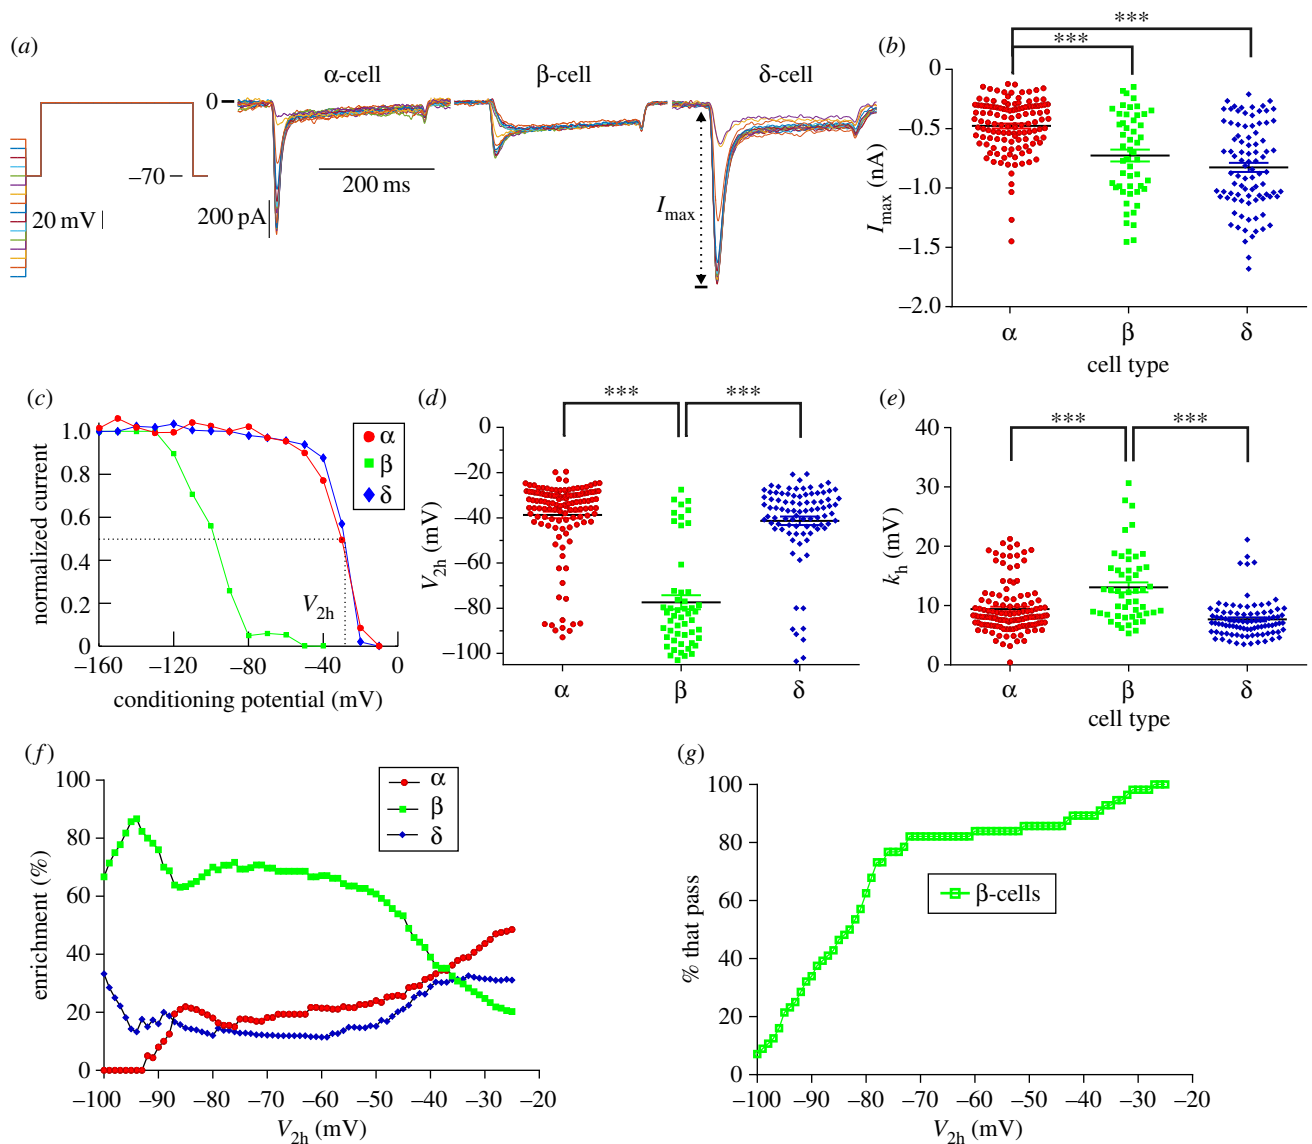 (a)
α-cell
β-cell
δ-cell
0
–70
20 mV
200 pA
200 ms
I max
(b)
***
***
0
–0.5
–1.0
–1.5
–2.0
I max (nA)
α
β
δ
cell type
(c)
1.0
0.8
0.6
0.4
0.2
0
normalized current
α
β
δ
V 2h
–160
–120
–80
–40
0
conditioning potential (mV)
(d)
***
***
0
–20
–40
–60
–80
–100
V 2h (mV)
α
β
δ
(e)
***
***
40
30
20
10
0
k h (mV)
α
β
δ
cell type
(f)
100
80
60
40
20
0
enrichment (%)
α
β
δ
–100
–90
–80
–70
–60
–50
–40
–30
–20
V 2h (mV)
(g)
100
80
60
40
20
0
% that pass
β-cells
–100
–90
–80
–70
–60
–50
–40
–30
–20
V 2h (mV)